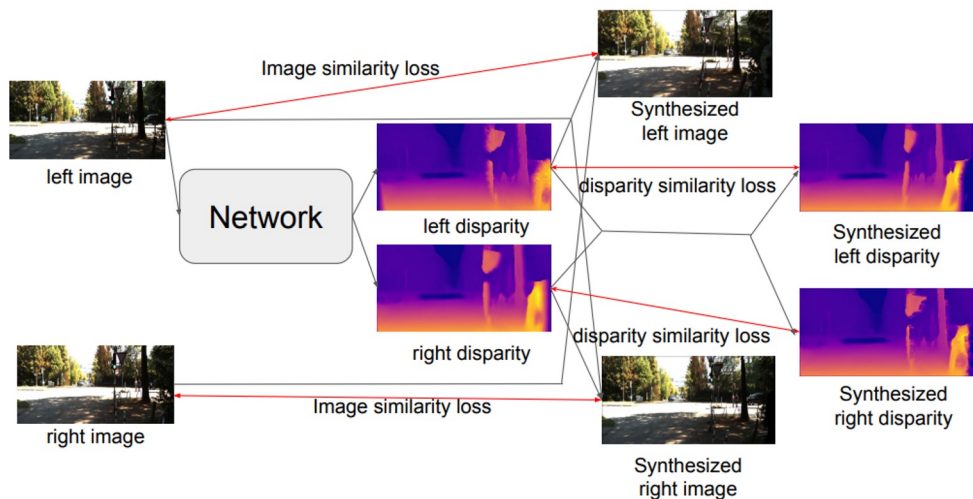 Image similarity loss
Synthesized
left image
left image
disparity similarity loss
Network
left disparity
Synthesized
left disparity
disparity similarity loss
right disparity
Image similarity loss
right image
Synthesized
right disparity
Synthesized
right image